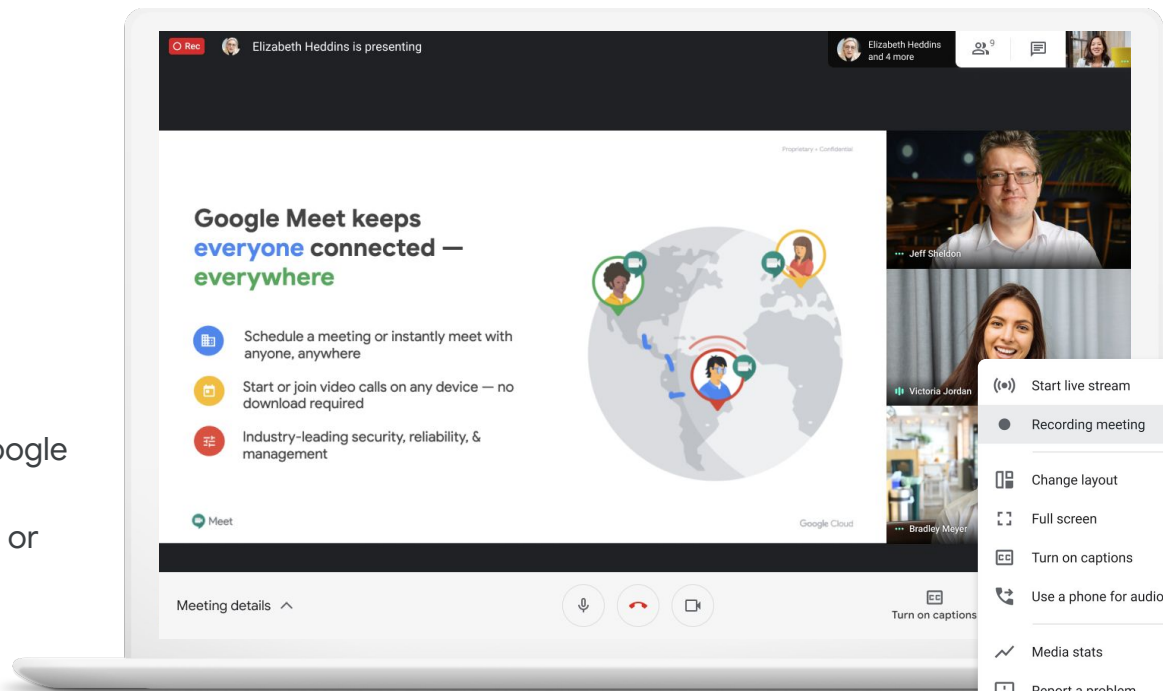 Rec
Elizabeth Heddins is presenting
Elizabeth Heddins
and 4 more
9
Proprietary + Confidential
Google Meet keeps
everyone connected —
everywhere
Schedule a meeting or instantly meet with
anyone, anywhere
Start or join video calls on any device — no
download required
Industry-leading security, reliability, &
management
Meet
Google Cloud
Jeff Sheldon
Victoria Jordan
Bradley Meyer
Start live stream
Recording meeting
Change layout
Full screen
CC
Turn on captions
Use a phone for audio
Media stats
Report a problem
Meeting details
CC
Turn on captions
or